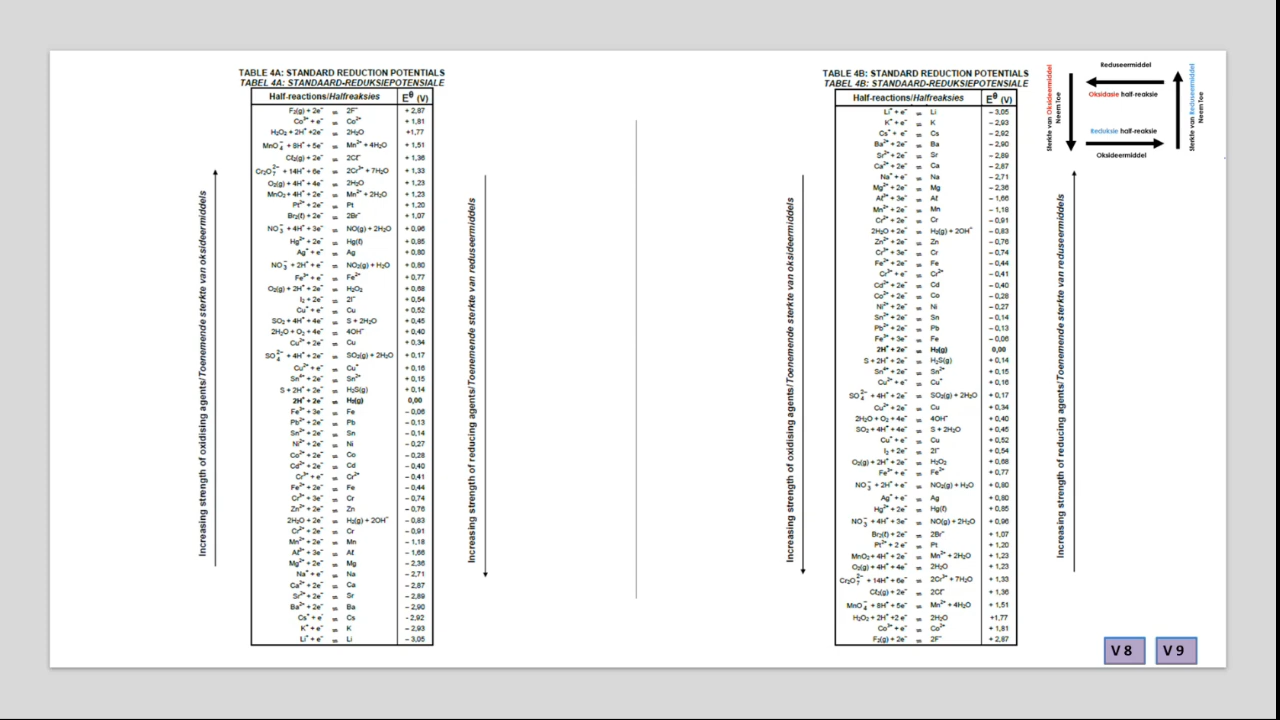 TABLE 4A: STANDARD REDUCTION POTENTIALS
TABEL 4A: STANDAARD-REDUKSIEPOTENSIALE
Half-reactions/Halfreaksies E⁰ (V)
F₂(g) + 2e⁻ ⇌ 2F⁻ + 2,87
Co³⁺ + e⁻ ⇌ Co²⁺ + 1,81
H₂O₂ + 2H⁺ +2e⁻ ⇌ 2H₂O +1,77
MnO₄⁻ + 8H⁺ + 5e⁻ ⇌ Mn²⁺ + 4H₂O + 1,51
Cℓ₂(g) + 2e⁻ ⇌ 2Cℓ⁻ + 1,36
Cr₂O₇²⁻ + 14H⁺ + 6e⁻ ⇌ 2Cr³⁺ + 7H₂O + 1,33
O₂(g) + 4H⁺ + 4e⁻ ⇌ 2H₂O + 1,23
MnO₂ + 4H⁺ + 2e⁻ ⇌ Mn²⁺ + 2H₂O + 1,23
Pt²⁺ + 2e⁻ ⇌ Pt + 1,20
Br₂(ℓ) + 2e⁻ ⇌ 2Br⁻ + 1,07
NO₃⁻ + 4H⁺ + 3e⁻ ⇌ NO(g) + 2H₂O + 0,96
Hg²⁺ + 2e⁻ ⇌ Hg(ℓ) + 0,85
Ag⁺ + e⁻ ⇌ Ag + 0,80
NO₃⁻ + 2H⁺ + e⁻ ⇌ NO₂(g) + H₂O + 0,80
Fe³⁺ + e⁻ ⇌ Fe²⁺ + 0,77
O₂(g) + 2H⁺ + 2e⁻ ⇌ H₂O₂ + 0,68
I₂ + 2e⁻ ⇌ 2I⁻ + 0,54
Cu⁺ + e⁻ ⇌ Cu + 0,52
SO₂ + 4H⁺ + 4e⁻ ⇌ S + 2H₂O + 0,45
2H₂O + O₂ + 4e⁻ ⇌ 4OH⁻ + 0,40
Cu²⁺ + 2e⁻ ⇌ Cu + 0,34
SO₄²⁻ + 4H⁺ + 2e⁻ ⇌ SO₂(g) + 2H₂O + 0,17
Cu²⁺ + e⁻ ⇌ Cu⁺ + 0,16
Sn⁴⁺ + 2e⁻ ⇌ Sn²⁺ + 0,15
S + 2H⁺ + 2e⁻ ⇌ H₂S(g) + 0,14
2H⁺ + 2e⁻ ⇌ H₂(g) 0,00
Fe³⁺ + 3e⁻ ⇌ Fe − 0,06
Pb²⁺ + 2e⁻ ⇌ Pb − 0,13
Sn²⁺ + 2e⁻ ⇌ Sn − 0,14
Ni²⁺ + 2e⁻ ⇌ Ni − 0,27
Co²⁺ + 2e⁻ ⇌ Co − 0,28
Cd²⁺ + 2e⁻ ⇌ Cd − 0,40
Cr³⁺ + e⁻ ⇌ Cr²⁺ − 0,41
Fe²⁺ + 2e⁻ ⇌ Fe − 0,44
Cr³⁺ + 3e⁻ ⇌ Cr − 0,74
Zn²⁺ + 2e⁻ ⇌ Zn − 0,76
2H₂O + 2e⁻ ⇌ H₂(g) + 2OH⁻ − 0,83
Cr²⁺ + 2e⁻ ⇌ Cr − 0,91
Mn²⁺ + 2e⁻ ⇌ Mn − 1,18
Aℓ³⁺ + 3e⁻ ⇌ Aℓ − 1,66
Mg²⁺ + 2e⁻ ⇌ Mg − 2,36
Na⁺ + e⁻ ⇌ Na − 2,71
Ca²⁺ + 2e⁻ ⇌ Ca − 2,87
Sr²⁺ + 2e⁻ ⇌ Sr − 2,89
Ba²⁺ + 2e⁻ ⇌ Ba − 2,90
Cs⁺ + e⁻ ⇌ Cs -2,92
K⁺ + e⁻ ⇌ K − 2,93
Li⁺ + e⁻ ⇌ Li − 3,05
Increasing strength of oxidising agents/Toenemende sterkte van oksideermiddels
Increasing strength of reducing agents/Toenemende sterkte van reduseermiddels
TABLE 4B: STANDARD REDUCTION POTENTIALS
TABEL 4B: STANDAARD-REDUKSIEPOTENSIALE
Half-reactions/Halfreaksies E⁰ (V)
Li⁺ + e⁻ ⇌ Li − 3,05
K⁺ + e⁻ ⇌ K − 2,93
Cs⁺ + e⁻ ⇌ Cs − 2,92
Ba²⁺ + 2e⁻ ⇌ Ba − 2,90
Sr²⁺ + 2e⁻ ⇌ Sr − 2,89
Ca²⁺ + 2e⁻ ⇌ Ca − 2,87
Na⁺ + e⁻ ⇌ Na − 2,71
Mg²⁺ + 2e⁻ ⇌ Mg − 2,36
Aℓ³⁺ + 3e⁻ ⇌ Aℓ − 1,66
Mn²⁺ + 2e⁻ ⇌ Mn − 1,18
Cr²⁺ + 2e⁻ ⇌ Cr − 0,91
2H₂O + 2e⁻ ⇌ H₂(g) + 2OH⁻ − 0,83
Zn²⁺ + 2e⁻ ⇌ Zn − 0,76
Cr³⁺ + 3e⁻ ⇌ Cr − 0,74
Fe²⁺ + 2e⁻ ⇌ Fe − 0,44
Cr³⁺ + e⁻ ⇌ Cr²⁺ − 0,41
Cd²⁺ + 2e⁻ ⇌ Cd − 0,40
Co²⁺ + 2e⁻ ⇌ Co − 0,28
Ni²⁺ + 2e⁻ ⇌ Ni − 0,27
Sn²⁺ + 2e⁻ ⇌ Sn − 0,14
Pb²⁺ + 2e⁻ ⇌ Pb − 0,13
Fe³⁺ + 3e⁻ ⇌ Fe − 0,06
2H⁺ + 2e⁻ ⇌ H₂(g) 0,00
S + 2H⁺ + 2e⁻ ⇌ H₂S(g) + 0,14
Sn⁴⁺ + 2e⁻ ⇌ Sn²⁺ + 0,15
Cu²⁺ + e⁻ ⇌ Cu⁺ + 0,16
SO₄²⁻ + 4H⁺ + 2e⁻ ⇌ SO₂(g) + 2H₂O + 0,17
Cu²⁺ + 2e⁻ ⇌ Cu + 0,34
2H₂O + O₂ + 4e⁻ ⇌ 4OH⁻ + 0,40
SO₂ + 4H⁺ + 4e⁻ ⇌ S + 2H₂O + 0,45
Cu⁺ + e⁻ ⇌ Cu + 0,52
I₂ + 2e⁻ ⇌ 2I⁻ + 0,54
O₂(g) + 2H⁺ + 2e⁻ ⇌ H₂O₂ + 0,68
Fe³⁺ + e⁻ ⇌ Fe²⁺ + 0,77
NO₃⁻ + 2H⁺ + e⁻ ⇌ NO₂(g) + H₂O + 0,80
Ag⁺ + e⁻ ⇌ Ag + 0,80
Hg²⁺ + 2e⁻ ⇌ Hg(ℓ) + 0,85
NO₃⁻ + 4H⁺ + 3e⁻ ⇌ NO(g) + 2H₂O + 0,96
Br₂(ℓ) + 2e⁻ ⇌ 2Br⁻ + 1,07
Pt²⁺ + 2 e⁻ ⇌ Pt + 1,20
MnO₂ + 4H⁺ + 2e⁻ ⇌ Mn²⁺ + 2H₂O + 1,23
O₂(g) + 4H⁺ + 4e⁻ ⇌ 2H₂O + 1,23
Cr₂O₇²⁻ + 14H⁺ + 6e⁻ ⇌ 2Cr³⁺ + 7H₂O + 1,33
Cℓ₂(g) + 2e⁻ ⇌ 2Cℓ⁻ + 1,36
MnO₄⁻ + 8H⁺ + 5e⁻ ⇌ Mn²⁺ + 4H₂O + 1,51
H₂O₂ + 2H⁺ +2 e⁻ ⇌ 2H₂O +1,77
Co³⁺ + e⁻ ⇌ Co²⁺ + 1,81
F₂(g) + 2e⁻ ⇌ 2F⁻ + 2,87
Increasing strength of oxidising agents/Toenemende sterkte van oksideermiddels
Increasing strength of reducing agents/Toenemende sterkte van reduseermiddels
Sterkte van Oksideermiddel
Neem Toe
Reduseermiddel
Oksidasie half-reaksie
Reduksie half-reaksie
Oksideermiddel
Sterkte van Reduseermiddel
Neem Toe
V 8
V 9